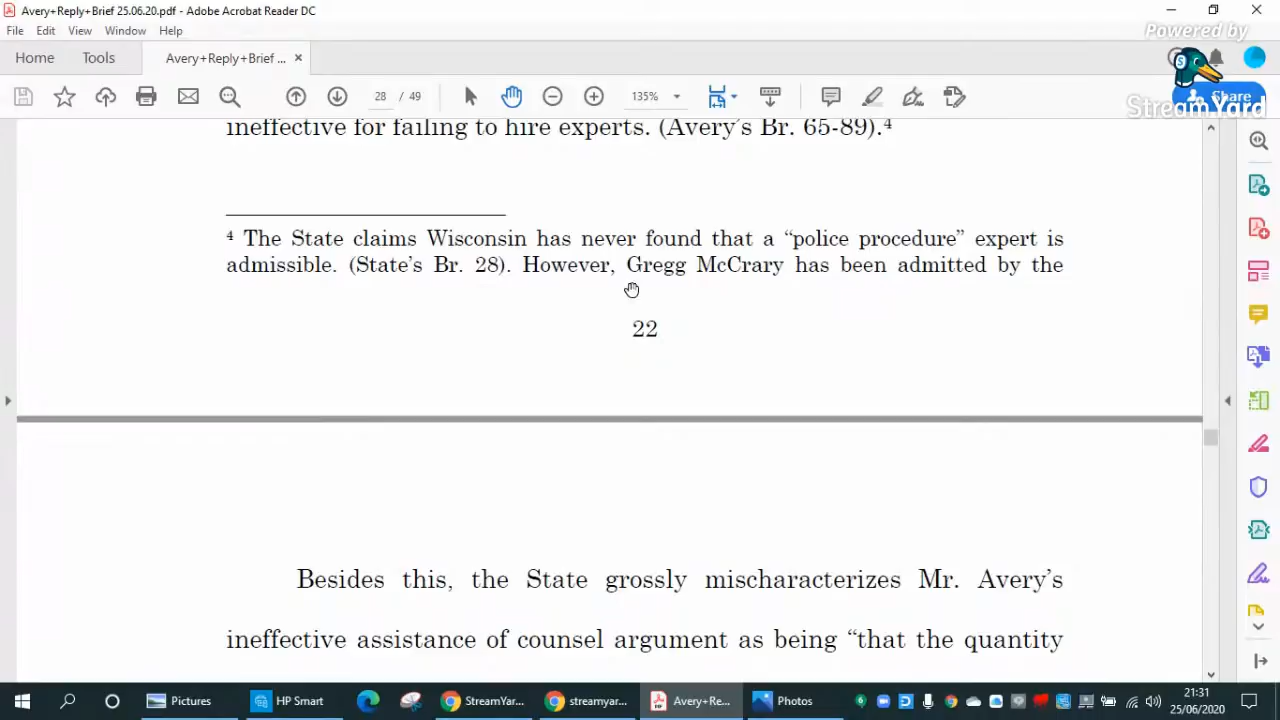 Avery+Reply+Brief 25.06.20.pdf - Adobe Acrobat Reader DC
File Edit View Window Help
Powered by
Home Tools Avery+Reply+Brief ... ×
28 / 49 135% Share
StreamYard
ineffective for failing to hire experts. (Avery's Br. 65-89).⁴
⁴ The State claims Wisconsin has never found that a “police procedure” expert is
admissible. (State's Br. 28). However, Gregg McCrary has been admitted by the
22
Besides this, the State grossly mischaracterizes Mr. Avery's
ineffective assistance of counsel argument as being “that the quantity
Pictures HP Smart StreamYar... streamyar... Avery+Re... Photos
21:31
25/06/2020